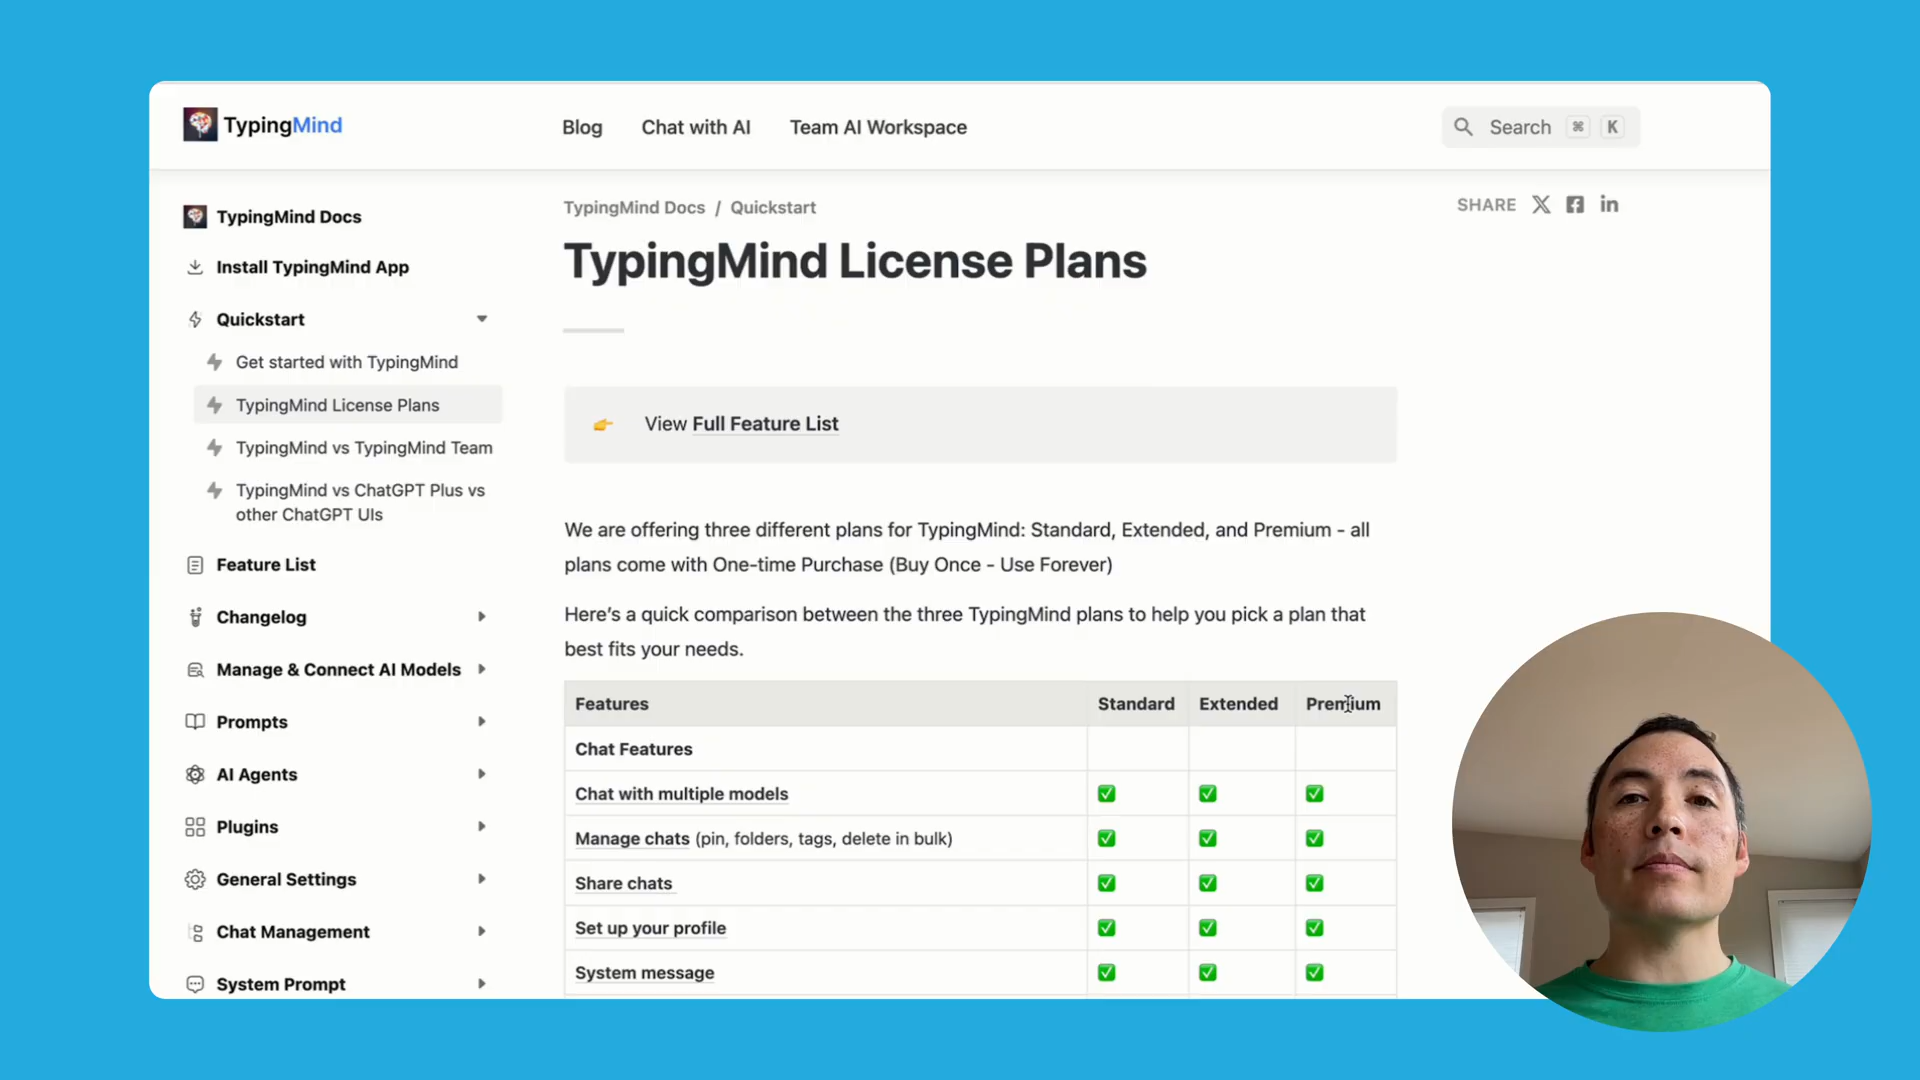 TypingMind
Blog
Chat with AI
Team AI Workspace
Search ⌘ K
TypingMind Docs
Install TypingMind App
Quickstart
Get started with TypingMind
TypingMind License Plans
TypingMind vs TypingMind Team
TypingMind vs ChatGPT Plus vs
other ChatGPT UIs
Feature List
Changelog
Manage & Connect AI Models
Prompts
AI Agents
Plugins
General Settings
Chat Management
System Prompt
TypingMind Docs / Quickstart
SHARE
TypingMind License Plans
View Full Feature List
We are offering three different plans for TypingMind: Standard, Extended, and Premium - all
plans come with One-time Purchase (Buy Once - Use Forever)
Here's a quick comparison between the three TypingMind plans to help you pick a plan that
best fits your needs.
Features Standard Extended Premium
Chat Features
Chat with multiple models ✅ ✅ ✅
Manage chats (pin, folders, tags, delete in bulk) ✅ ✅ ✅
Share chats ✅ ✅ ✅
Set up your profile ✅ ✅ ✅
System message ✅ ✅ ✅